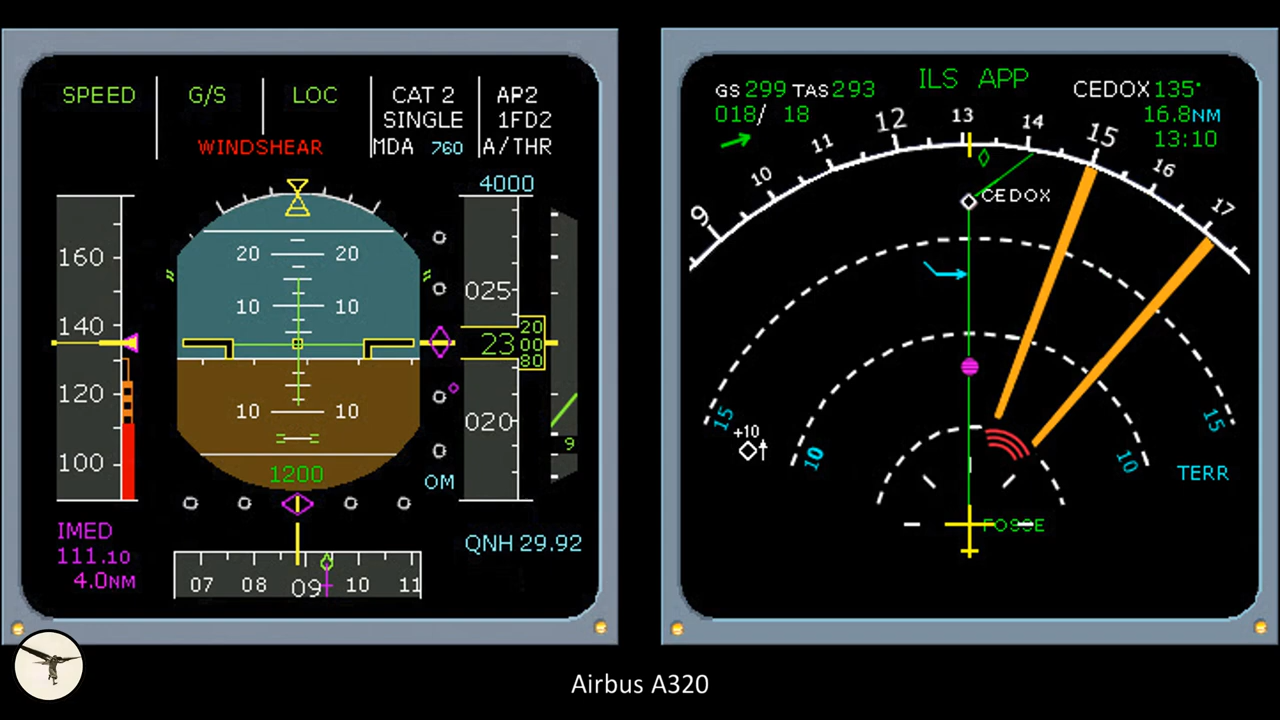 SPEED G/S LOC CAT 2 AP2
SINGLE 1FD2
WINDSHEAR MDA 760 A/THR
4000
160
140
120
100
20 20
10 10
10 10
1200
025
23 20 00 80
020
9
OM
IMED
111.10
4.0NM
QNH 29.92
07 08 09 10 11
GS 299 TAS 293 ILS APP CEDOX 135°
018/ 18 16.8NM
13:10
9 10 11 12 13 14 15 16 17
CEDOX
15 15
10 10
+10
TERR
FOSSE
Airbus A320